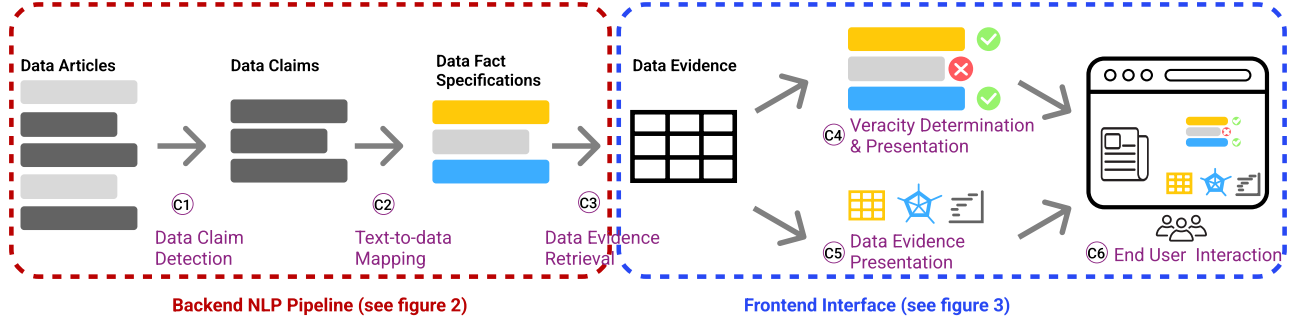 Data Articles
Data Claims
Data Fact
Specifications
Data Evidence
C1
Data Claim
Detection
C2
Text-to-data
Mapping
C3
Data Evidence
Retrieval
C4
Veracity Determination
& Presentation
C5
Data Evidence
Presentation
C6
End User Interaction
Backend NLP Pipeline (see figure 2)
Frontend Interface (see figure 3)